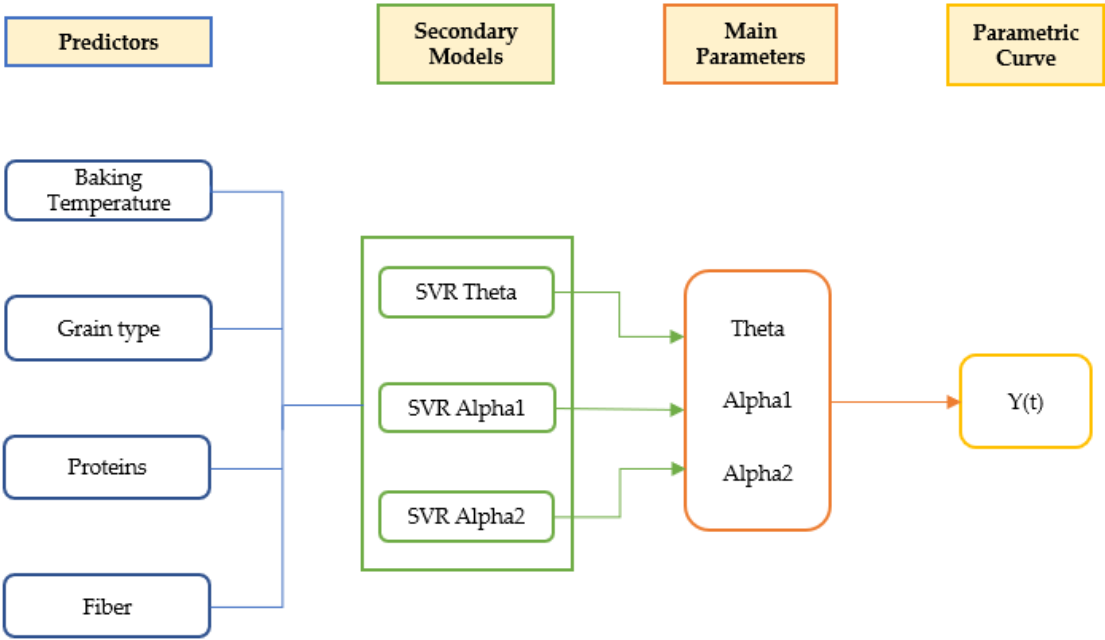 Predictors
Secondary
Models
Main
Parameters
Parametric
Curve
Baking
Temperature
Grain type
Proteins
Fiber
SVR Theta
SVR Alpha1
SVR Alpha2
Theta
Alpha1
Alpha2
Y(t)